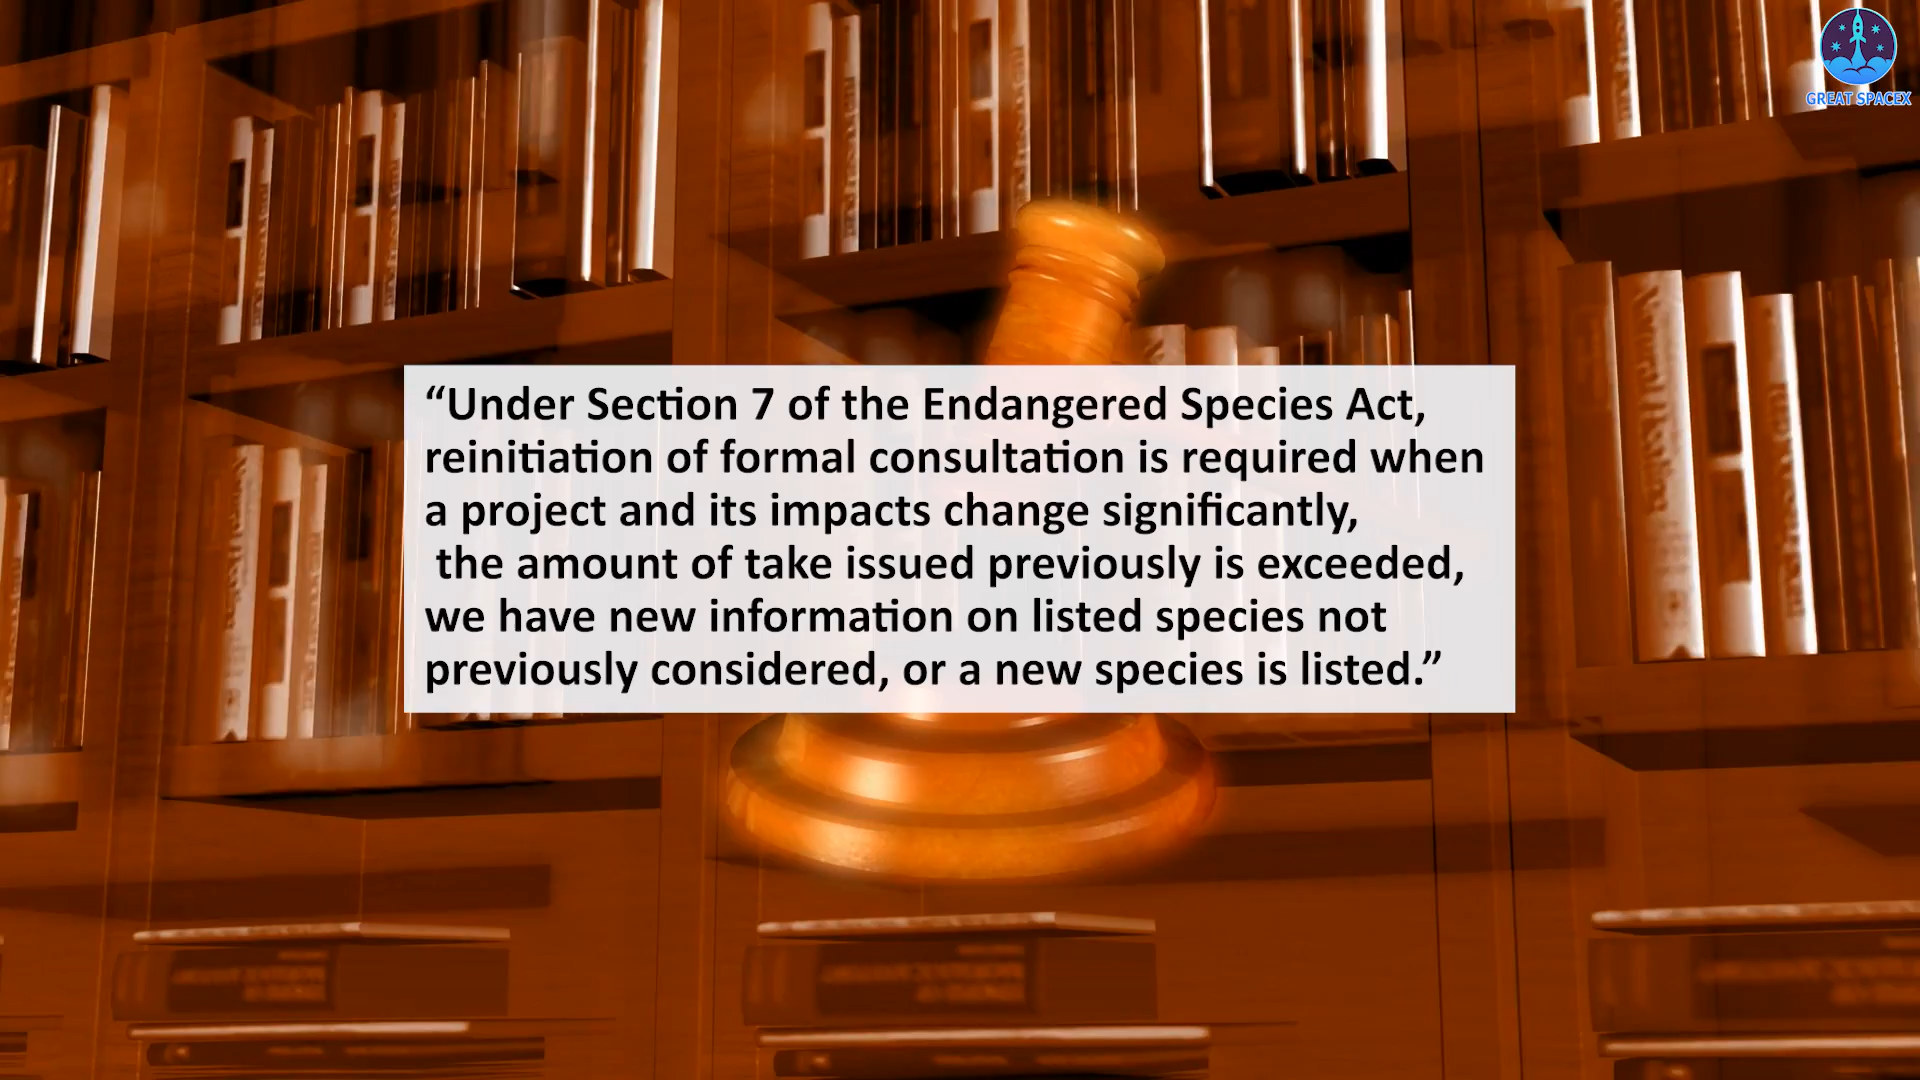 GREAT SPACEX
“Under Section 7 of the Endangered Species Act,
reinitiation of formal consultation is required when
a project and its impacts change significantly,
the amount of take issued previously is exceeded,
we have new information on listed species not
previously considered, or a new species is listed.”